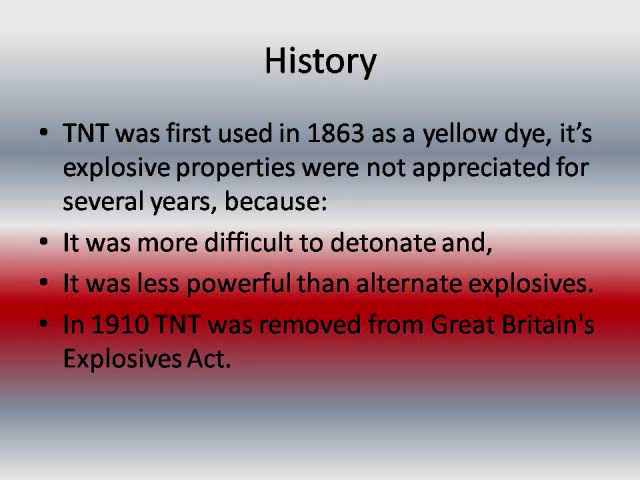 History
• TNT was first used in 1863 as a yellow dye, it’s
explosive properties were not appreciated for
several years, because:
• It was more difficult to detonate and,
• It was less powerful than alternate explosives.
• In 1910 TNT was removed from Great Britain's
Explosives Act.